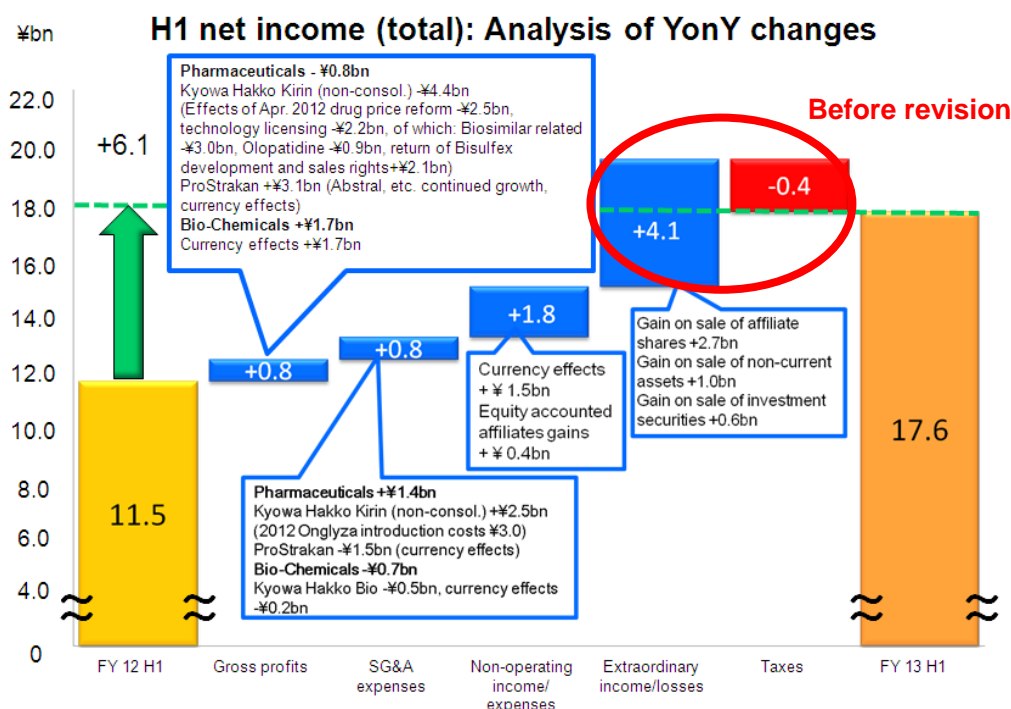 ¥bn
H1 net income (total): Analysis of YonY changes
Before revision
22.0
20.0
18.0
16.0
14.0
12.0
10.0
8.0
6.0
4.0
0
+6.1
Pharmaceuticals - ¥0.8bn
Kyowa Hakko Kirin (non-consol.) -¥4.4bn
(Effects of Apr. 2012 drug price reform -¥2.5bn,
technology licensing -¥2.2bn, of which: Biosimilar related
-¥3.0bn, Olopatidine -¥0.9bn, return of Bisulfex
development and sales rights+¥2.1bn)
ProStrakan +¥3.1bn (Abstral, etc. continued growth,
currency effects)
Bio-Chemicals +¥1.7bn
Currency effects +¥1.7bn
-0.4
+4.1
+1.8
+0.8
+0.8
Gain on sale of affiliate
shares +2.7bn
Gain on sale of non-current
assets +1.0bn
Gain on sale of investment
securities +0.6bn
Currency effects
+ ¥ 1.5bn
Equity accounted
affiliates gains
+ ¥ 0.4bn
11.5
17.6
Pharmaceuticals +¥1.4bn
Kyowa Hakko Kirin (non-consol.) +¥2.5bn
(2012 Onglyza introduction costs ¥3.0)
ProStrakan -¥1.5bn (currency effects)
Bio-Chemicals -¥0.7bn
Kyowa Hakko Bio -¥0.5bn, currency effects
-¥0.2bn
FY 12 H1
Gross profits
SG&A
expenses
Non-operating
income/
expenses
Extraordinary
income/losses
Taxes
FY 13 H1